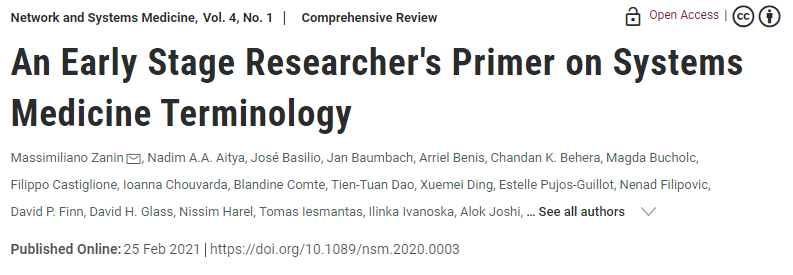 Network and Systems Medicine, Vol. 4, No. 1 | Comprehensive Review
Open Access | cc
An Early Stage Researcher's Primer on Systems
Medicine Terminology
Massimiliano Zanin, Nadim A.A. Aitya, José Basilio, Jan Baumbach, Arriel Benis, Chandan K. Behera, Magda Bucholc,
Filippo Castiglione, Ioanna Chouvarda, Blandine Comte, Tien-Tuan Dao, Xuemei Ding, Estelle Pujos-Guillot, Nenad Filipovic,
David P. Finn, David H. Glass, Nissim Harel, Tomas Iesmantas, Ilinka Ivanoska, Alok Joshi, ... See all authors
Published Online: 25 Feb 2021 | https://doi.org/10.1089/nsm.2020.0003